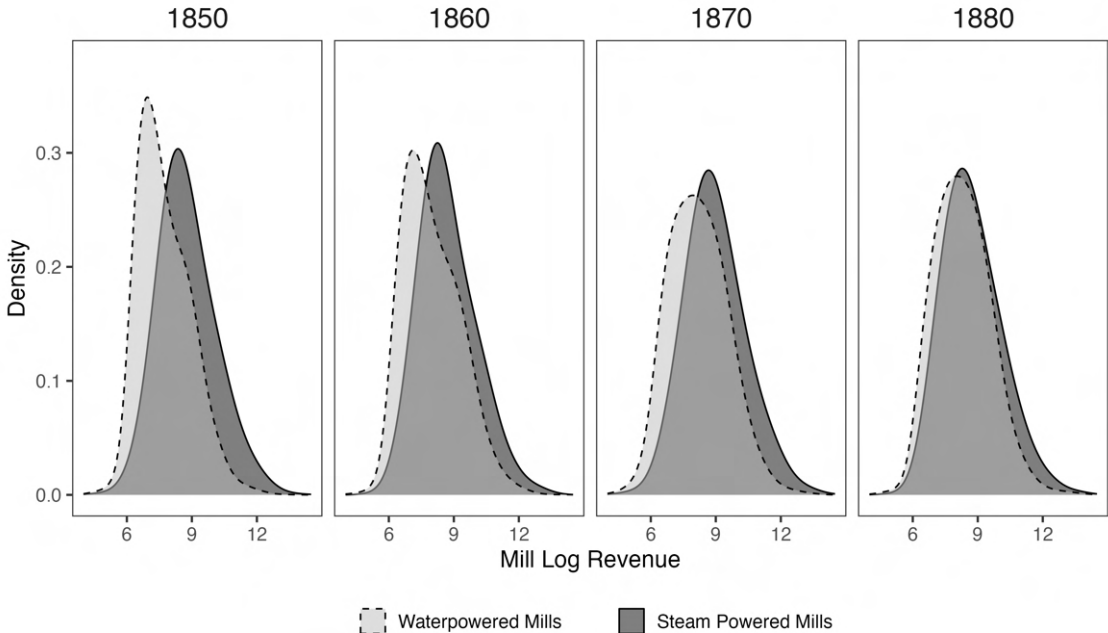 1850 1860 1870 1880
Density
0.3
0.2
0.1
0.0
6 9 12 6 9 12 6 9 12 6 9 12
Mill Log Revenue
Waterpowered Mills Steam Powered Mills